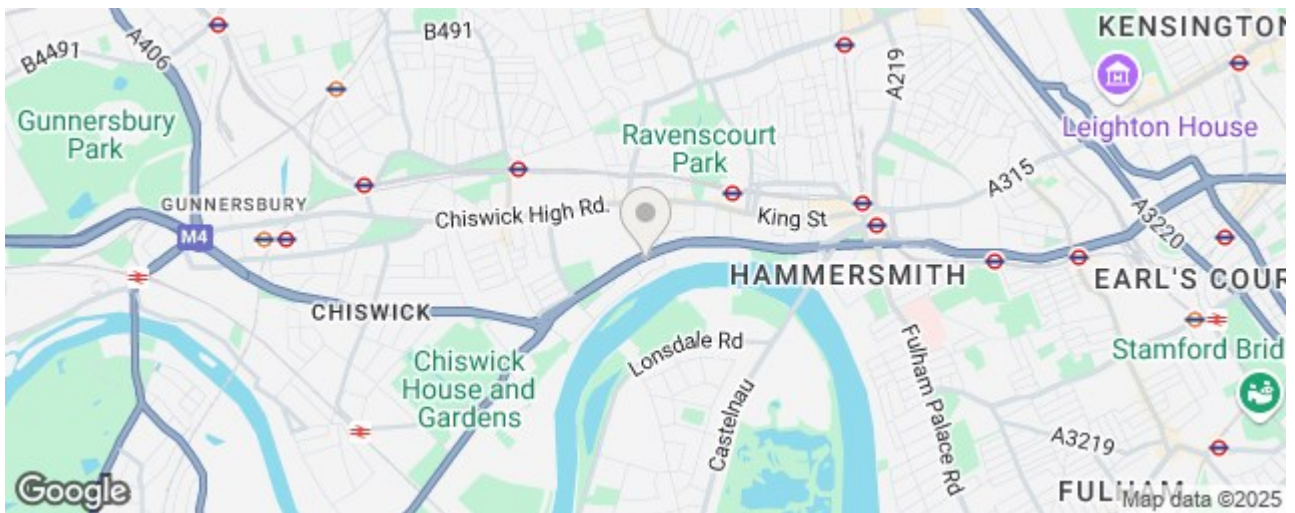 B491
KENSINGTON
B4491
A406
A219
Gunnersbury
Park
Leighton House
Ravenscourt
Park
A315
GUNNERSBURY
Chiswick High Rd.
King St
A3220
M4
HAMMERSMITH
EARL'S COUR
CHISWICK
Lonsdale Rd
Stamford Brid
Chiswick
House and
Gardens
Fulham Palace Rd
Castelnau
A3219
Google
FULHAM
Map data ©2025